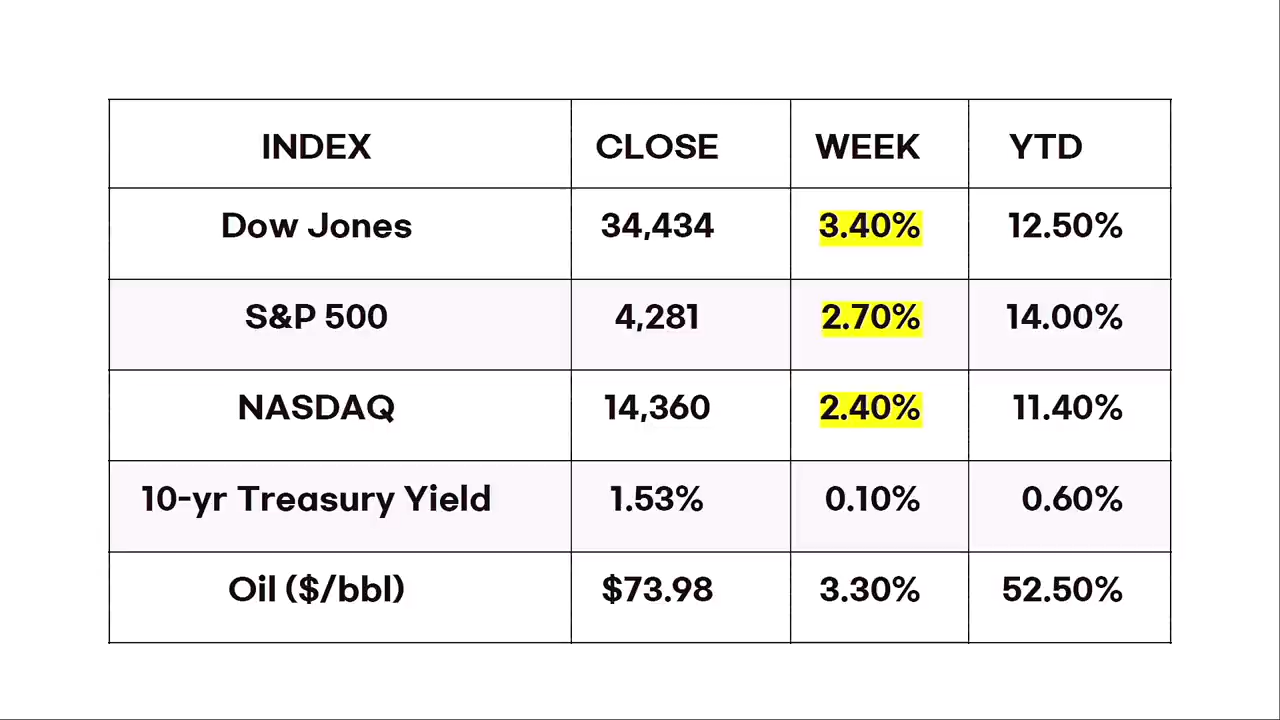 INDEX CLOSE WEEK YTD
Dow Jones 34,434 3.40% 12.50%
S&P 500 4,281 2.70% 14.00%
NASDAQ 14,360 2.40% 11.40%
10-yr Treasury Yield 1.53% 0.10% 0.60%
Oil ($/bbl) $73.98 3.30% 52.50%